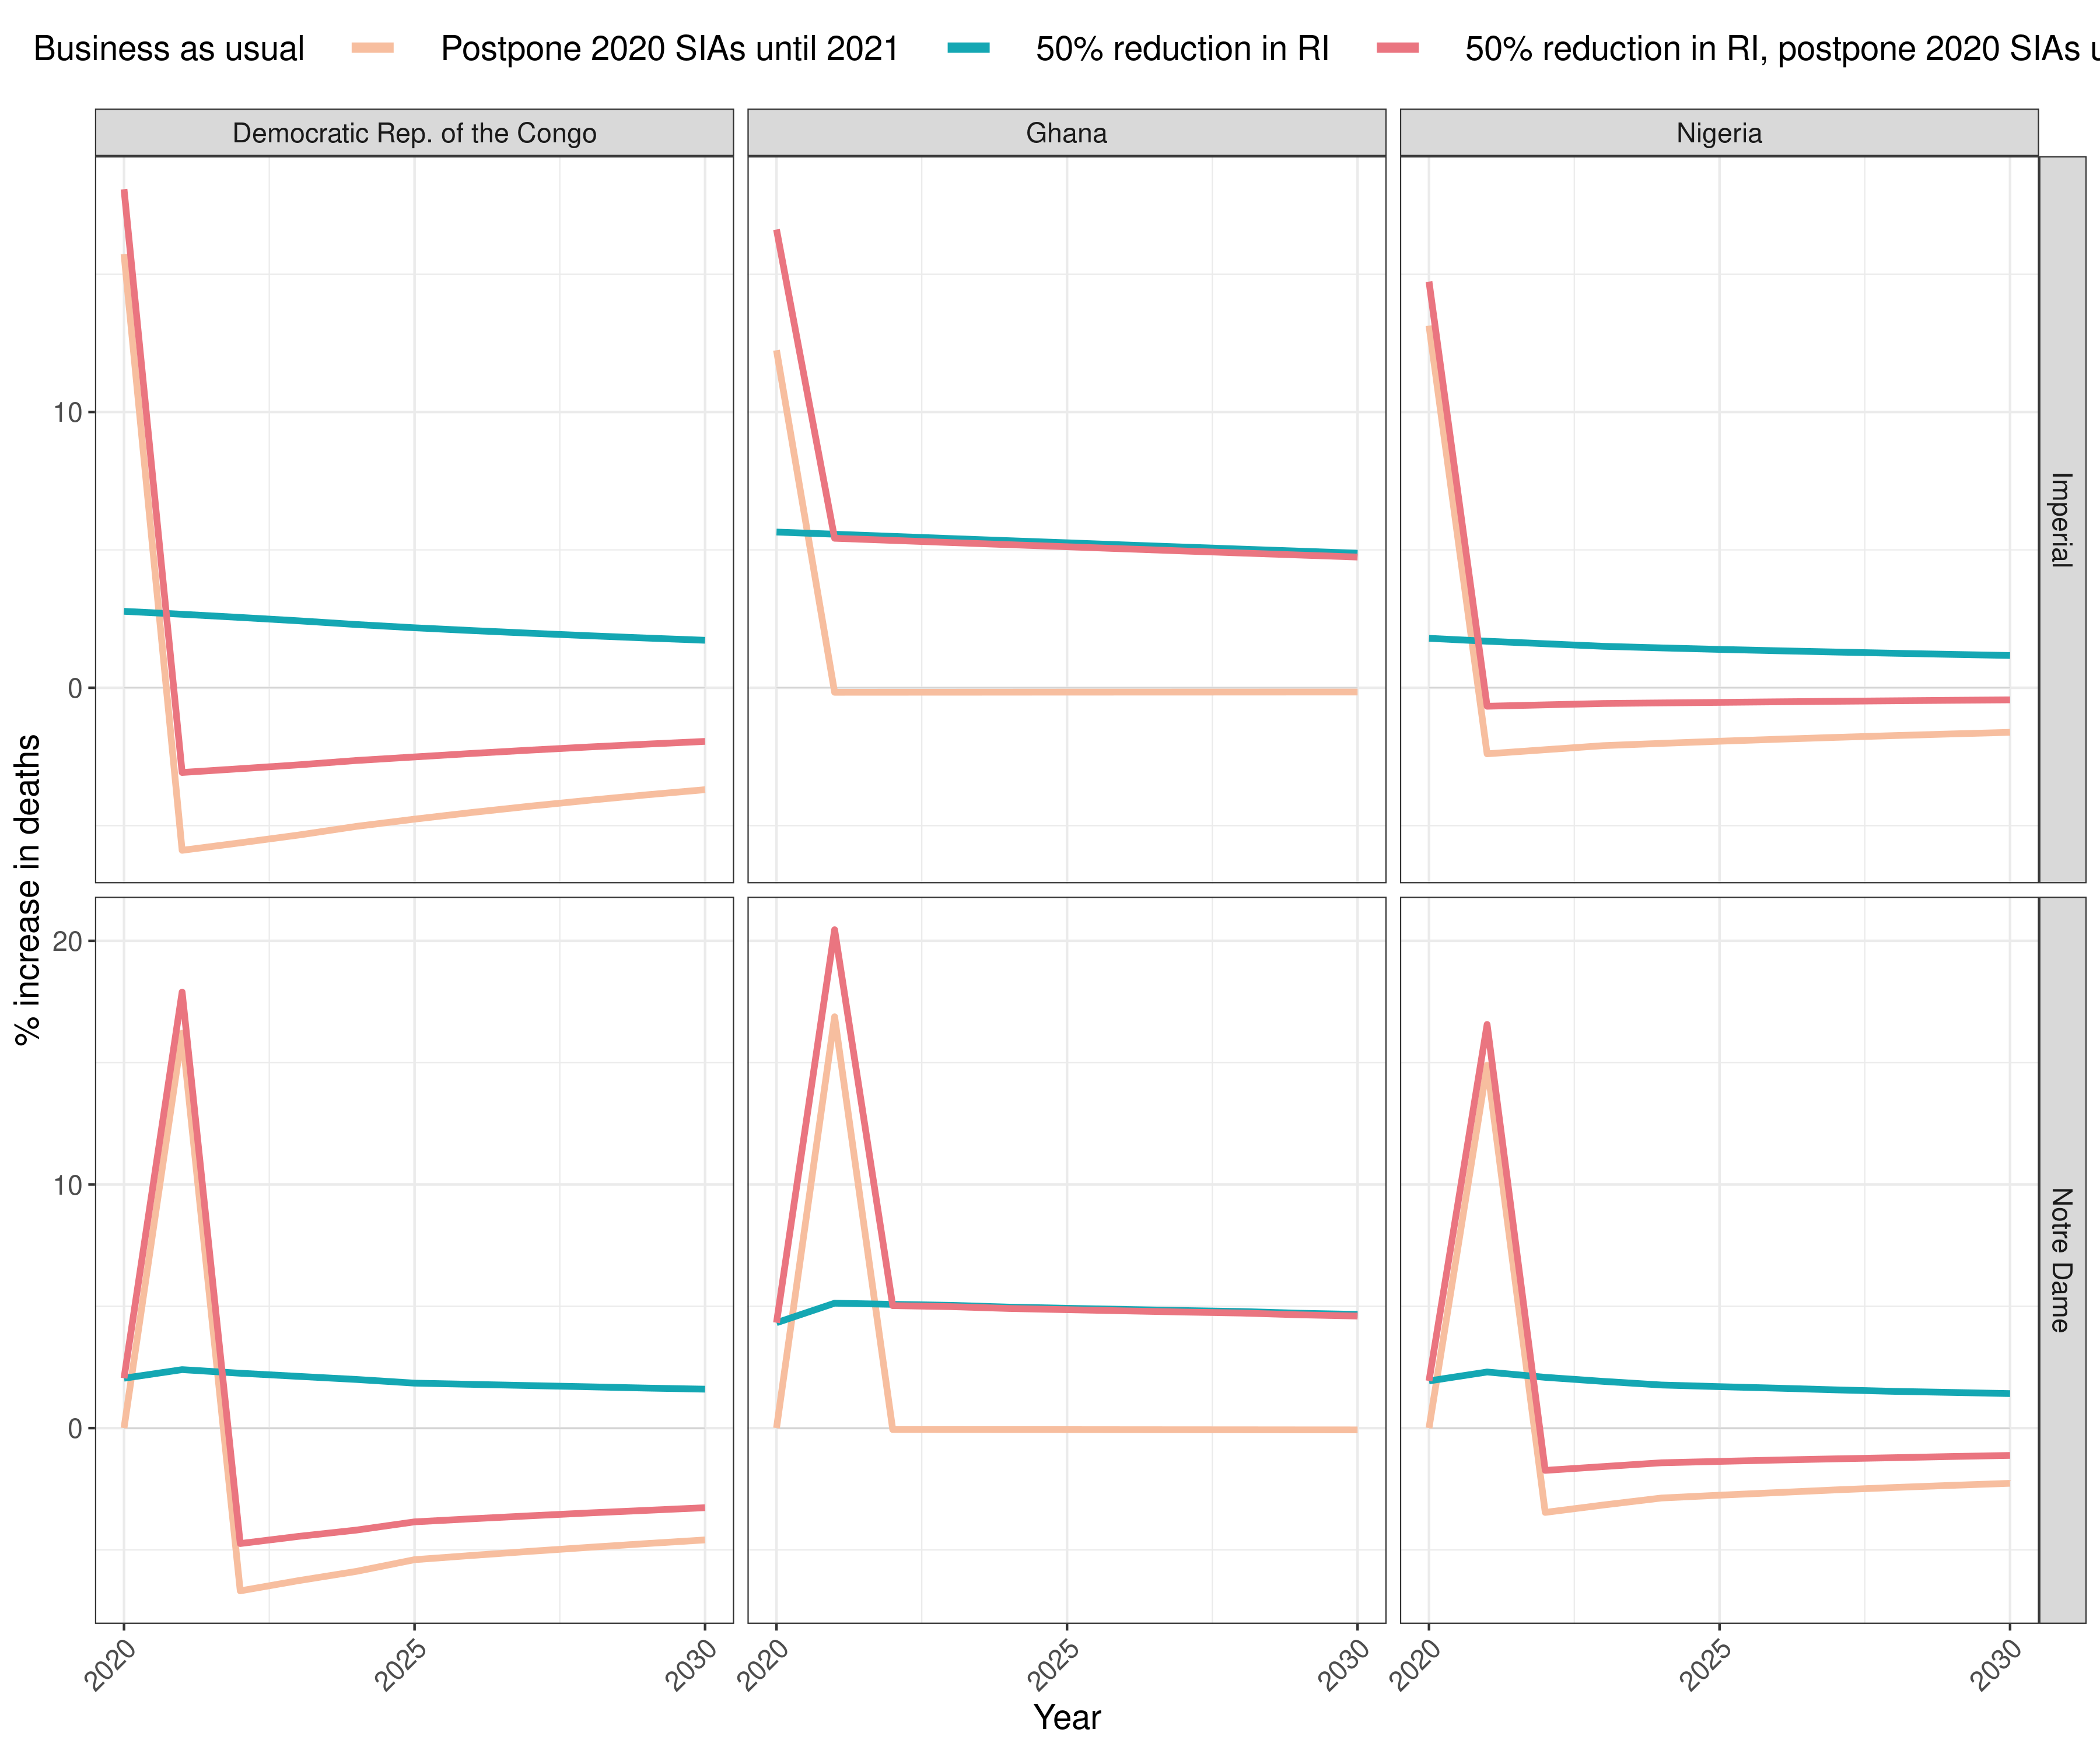 Business as usual Postpone 2020 SIAs until 2021 50% reduction in RI 50% reduction in RI, postpone 2020 SIAs
Democratic Rep. of the Congo Ghana Nigeria
% increase in deaths
10
0
Imperial
20
10
0
Notre Dame
2020 2025 2030 2020 2025 2030 2020 2025 2030
Year